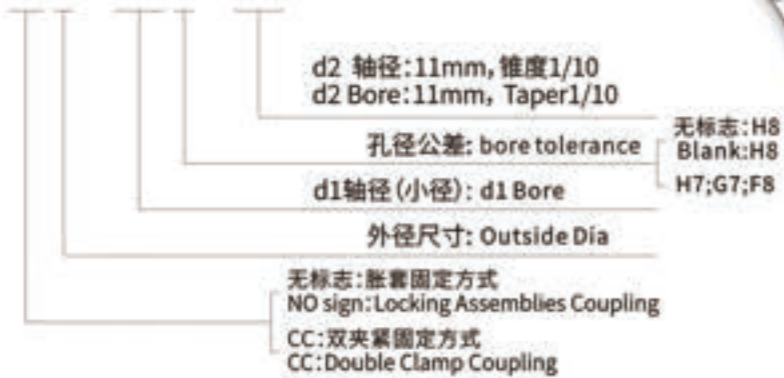 d2 轴径:11mm, 锥度1/10
d2 Bore:11mm, Taper1/10
孔径公差: bore tolerance
无标志:H8
Blank:H8
H7;G7;F8
d1轴径(小径): d1 Bore
外径尺寸: Outside Dia
无标志:胀套固定方式
NO sign:Locking Assemblies Coupling
CC:双夹紧固定方式
CC:Double Clamp Coupling